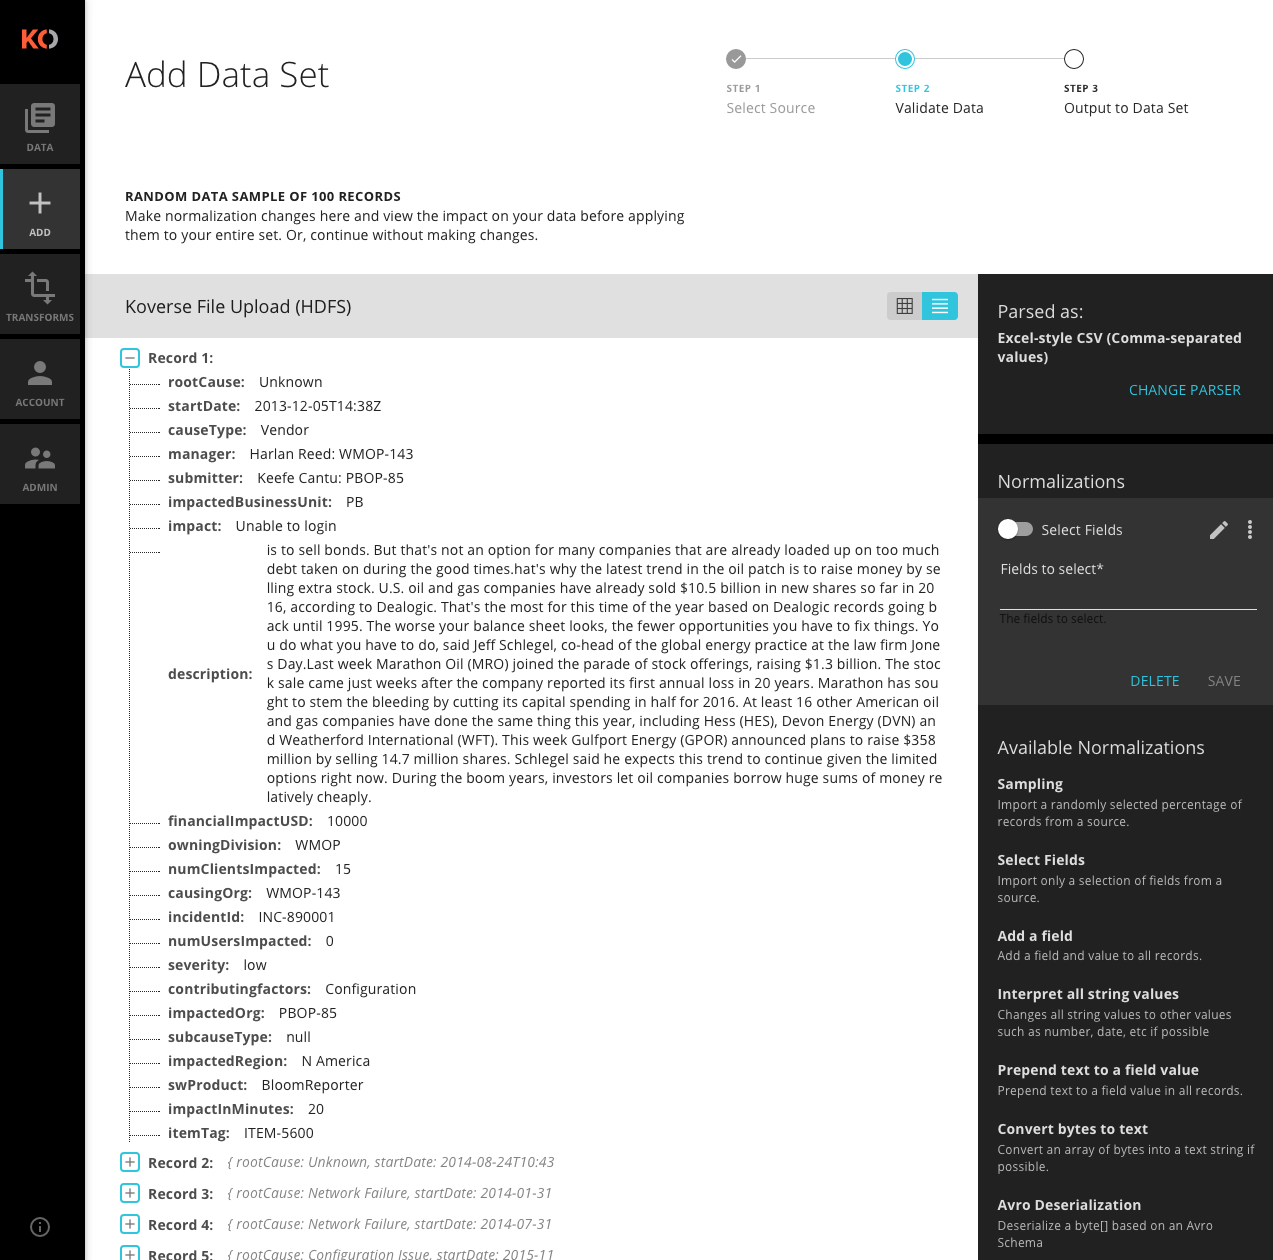 KO
DATA
ADD
TRANSFORMS
ACCOUNT
ADMIN
Add Data Set
STEP 1
Select Source
STEP 2
Validate Data
STEP 3
Output to Data Set
RANDOM DATA SAMPLE OF 100 RECORDS
Make normalization changes here and view the impact on your data before applying
them to your entire set. Or, continue without making changes.
Koverse File Upload (HDFS)
Record 1:
rootCause: Unknown
startDate: 2013-12-05T14:38Z
causeType: Vendor
manager: Harlan Reed: WMOP-143
submitter: Keefe Cantu: PBOP-85
impactedBusinessUnit: PB
impact: Unable to login
description:
is to sell bonds. But that's not an option for many companies that are already loaded up on too much
debt taken on during the good times.hat's why the latest trend in the oil patch is to raise money by se
lling extra stock. U.S. oil and gas companies have already sold $10.5 billion in new shares so far in 20
16, according to Dealogic. That's the most for this time of the year based on Dealogic records going b
ack until 1995. The worse your balance sheet looks, the fewer opportunities you have to fix things. Yo
u do what you have to do, said Jeff Schlegel, co-head of the global energy practice at the law firm Jone
s Day.Last week Marathon Oil (MRO) joined the parade of stock offerings, raising $1.3 billion. The stoc
k sale came just weeks after the company reported its first annual loss in 20 years. Marathon has sou
ght to stem the bleeding by cutting its capital spending in half for 2016. At least 16 other American oil
and gas companies have done the same thing this year, including Hess (HES), Devon Energy (DVN) an
d Weatherford International (WFT). This week Gulfport Energy (GPOR) announced plans to raise $358
million by selling 14.7 million shares. Schlegel said he expects this trend to continue given the limited
options right now. During the boom years, investors let oil companies borrow huge sums of money re
latively cheaply.
financialImpactUSD: 10000
owningDivision: WMOP
numClientsImpacted: 15
causingOrg: WMOP-143
incidentId: INC-890001
numUsersImpacted: 0
severity: low
contributingfactors: Configuration
impactedOrg: PBOP-85
subcauseType: null
impactedRegion: N America
swProduct: BloomReporter
impactInMinutes: 20
itemTag: ITEM-5600
Record 2: { rootCause: Unknown, startDate: 2014-08-24T10:43
Record 3: { rootCause: Network Failure, startDate: 2014-01-31
Record 4: { rootCause: Network Failure, startDate: 2014-07-31
Record 5: { rootCause: Configuration Issue, startDate: 2015-11
Parsed as:
Excel-style CSV (Comma-separated
values)
CHANGE PARSER
Normalizations
Select Fields
Fields to select*
The fields to select.
DELETE SAVE
Available Normalizations
Sampling
Import a randomly selected percentage of
records from a source.
Select Fields
Import only a selection of fields from a
source.
Add a field
Add a field and value to all records.
Interpret all string values
Changes all string values to other values
such as number, date, etc if possible
Prepend text to a field value
Prepend text to a field value in all records.
Convert bytes to text
Convert an array of bytes into a text string if
possible.
Avro Deserialization
Deserialize a byte[] based on an Avro
Schema